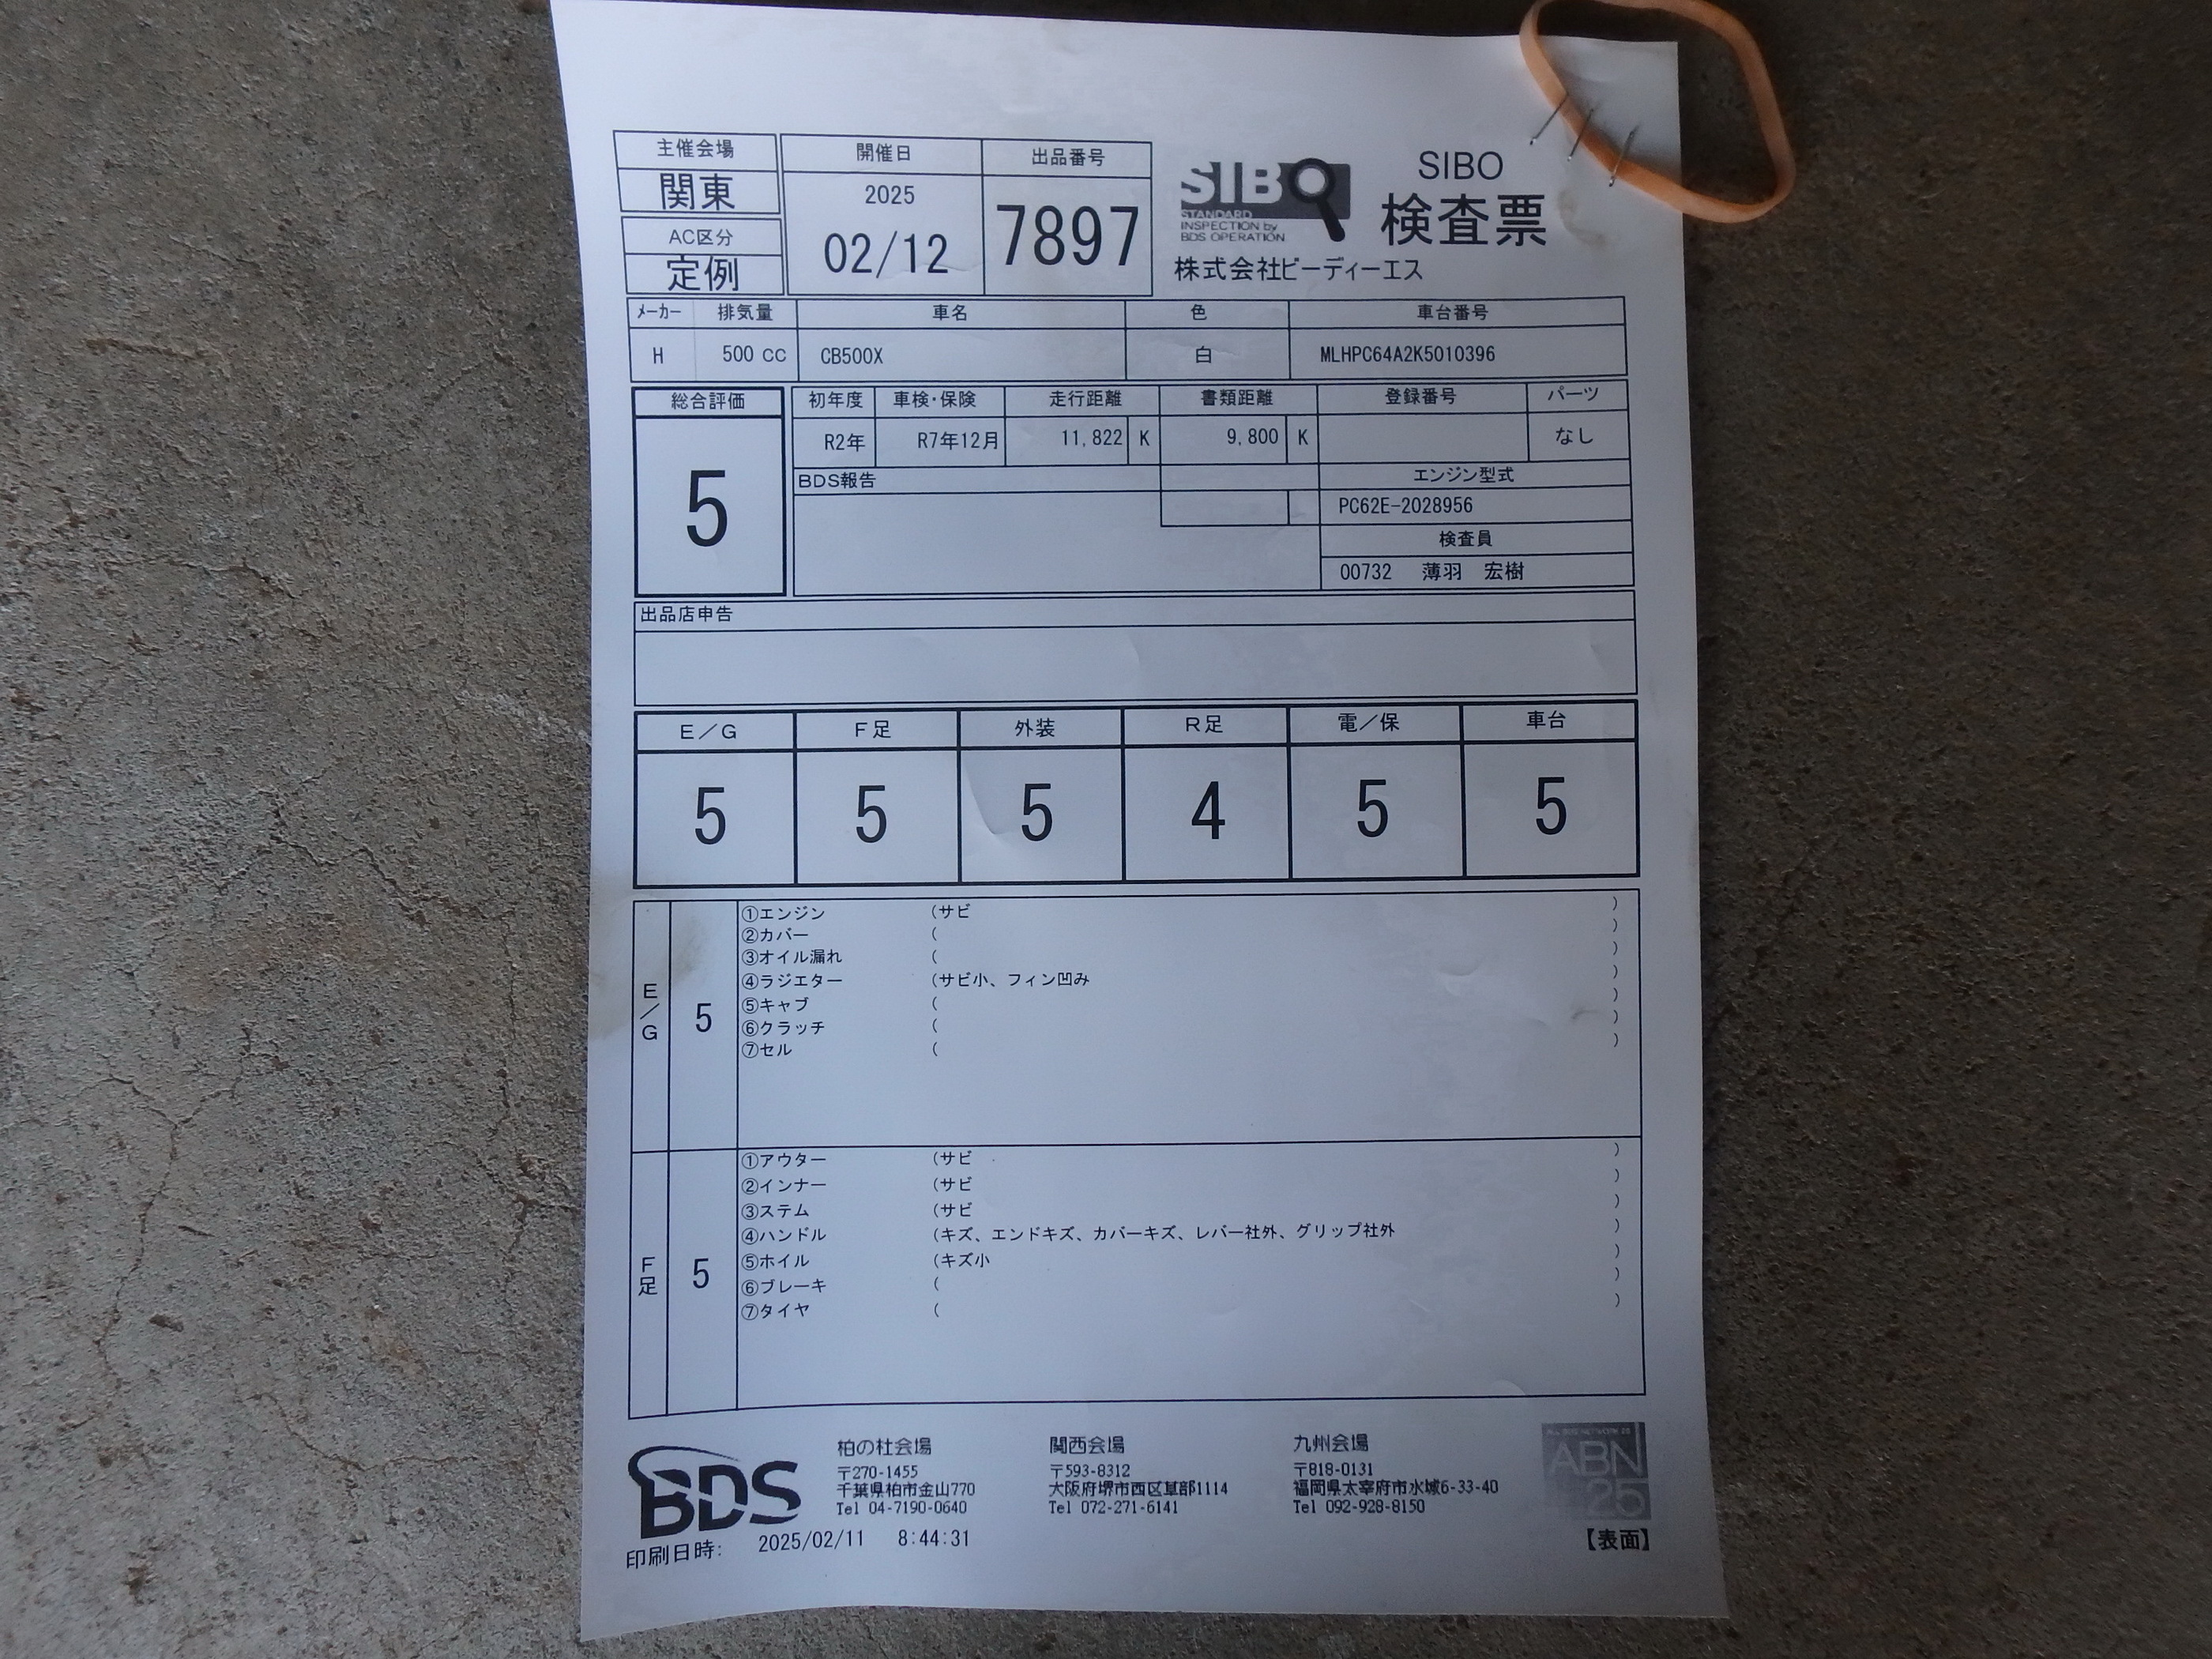 主催会場
関東
AC区分
定例
開催日
2025
02/12
出品番号
7897
SIBO
STANDARD
INSPECTION by
BDS OPERATION
SIBO
検査票
株式会社ビーディーエス
メーカー 排気量 車名 色 車台番号
H 500 cc CB500X 白 MLHPC64A2K5010396
総合評価
5
初年度 車検・保険 走行距離 書類距離 登録番号 パーツ
R2年 R7年12月 11,822 K 9,800 K なし
BDS報告
エンジン型式
PC62E-2028956
検査員
00732 薄羽 宏樹
出品店申告
E/G F足 外装 R足 電/保 車台
5 5 5 4 5 5
E/G
5
①エンジン (サビ )
②カバー ( )
③オイル漏れ ( )
④ラジエター (サビ小、フィン凹み )
⑤キャブ ( )
⑥クラッチ ( )
⑦セル ( )
F足
5
①アウター (サビ )
②インナー (サビ )
③ステム (サビ )
④ハンドル (キズ、エンドキズ、カバーキズ、レバー社外、グリップ社外 )
⑤ホイル (キズ小 )
⑥ブレーキ ( )
⑦タイヤ ( )
BDS
柏の杜会場
〒270-1455
千葉県柏市金山770
Tel 04-7190-0640
関西会場
〒593-8312
大阪府堺市西区草部1114
Tel 072-271-6141
九州会場
〒818-0131
福岡県太宰府市水城6-33-40
Tel 092-928-8150
ABN
25
印刷日時: 2025/02/11 8:44:31
【表面】